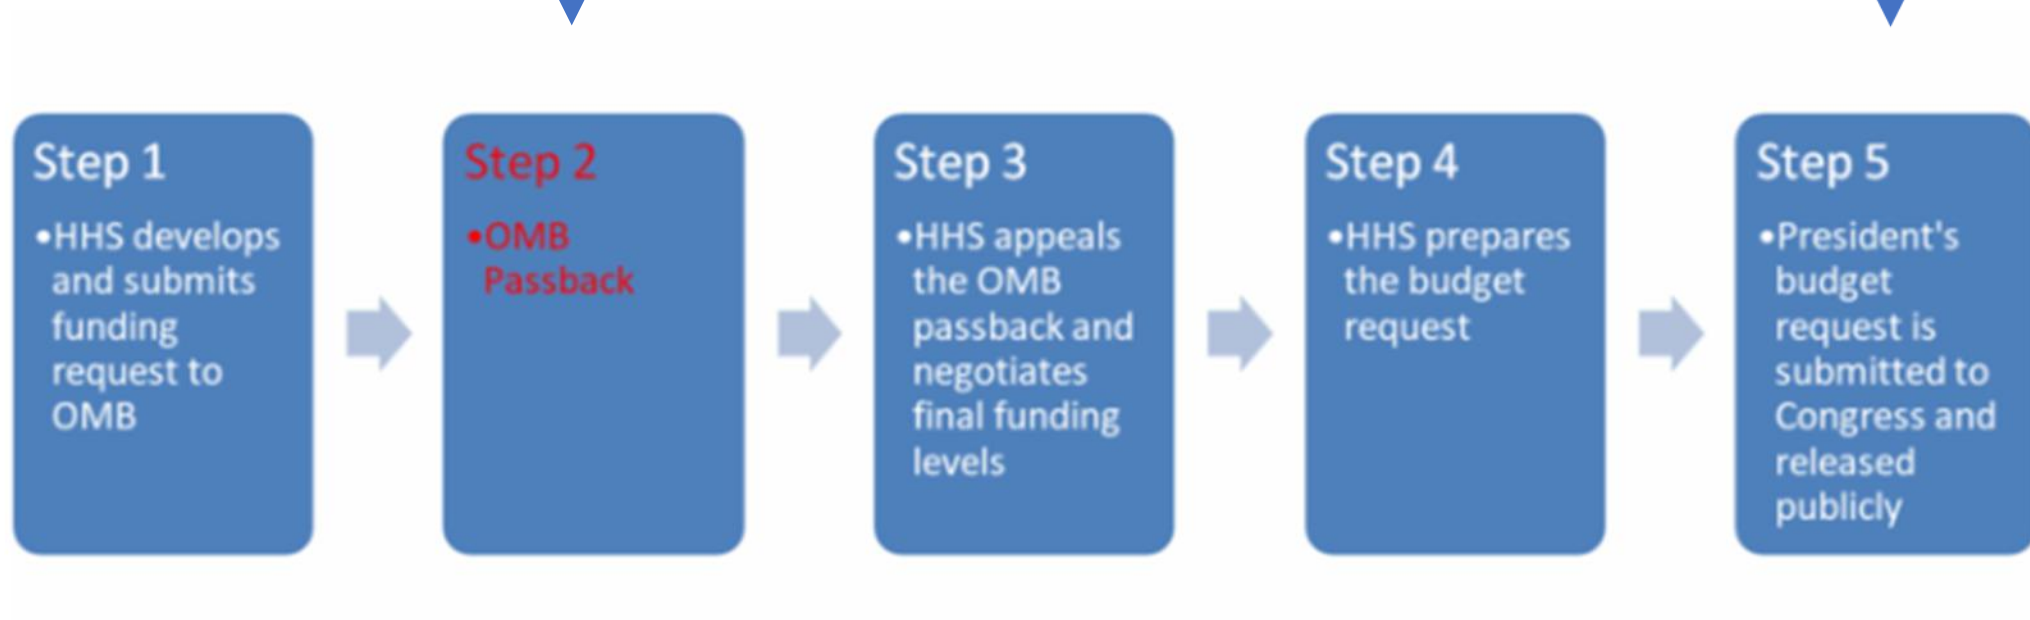 Step 1
•HHS develops
and submits
funding
request to
OMB
Step 2
•OMB
Passback
Step 3
•HHS appeals
the OMB
passback and
negotiates
final funding
levels
Step 4
•HHS prepares
the budget
request
Step 5
•President's
budget
request is
submitted to
Congress and
released
publicly